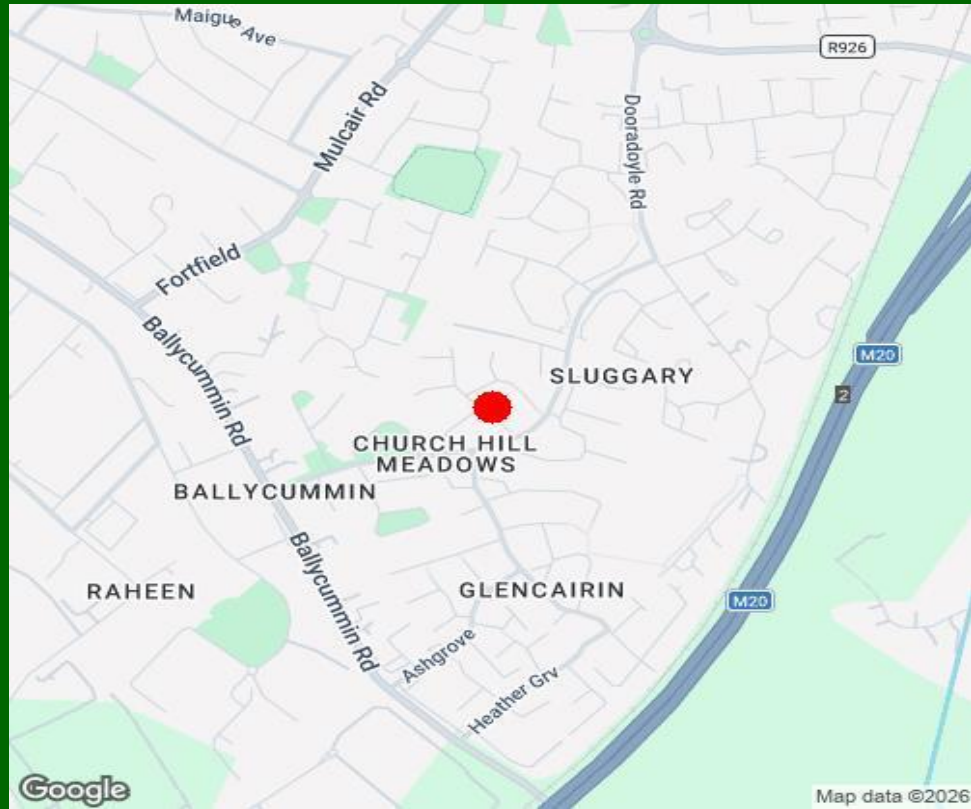 Maigue Ave
R926
Mulcair Rd
Dooradoyle Rd
Fortfield
Ballycummin Rd
M20
SLUGGARY
2
CHURCH HILL
MEADOWS
BALLYCUMMIN
Ballycummin Rd
RAHEEN
GLENCAIRIN
M20
Ashgrove
Heather Grv
Google
Map data ©2026